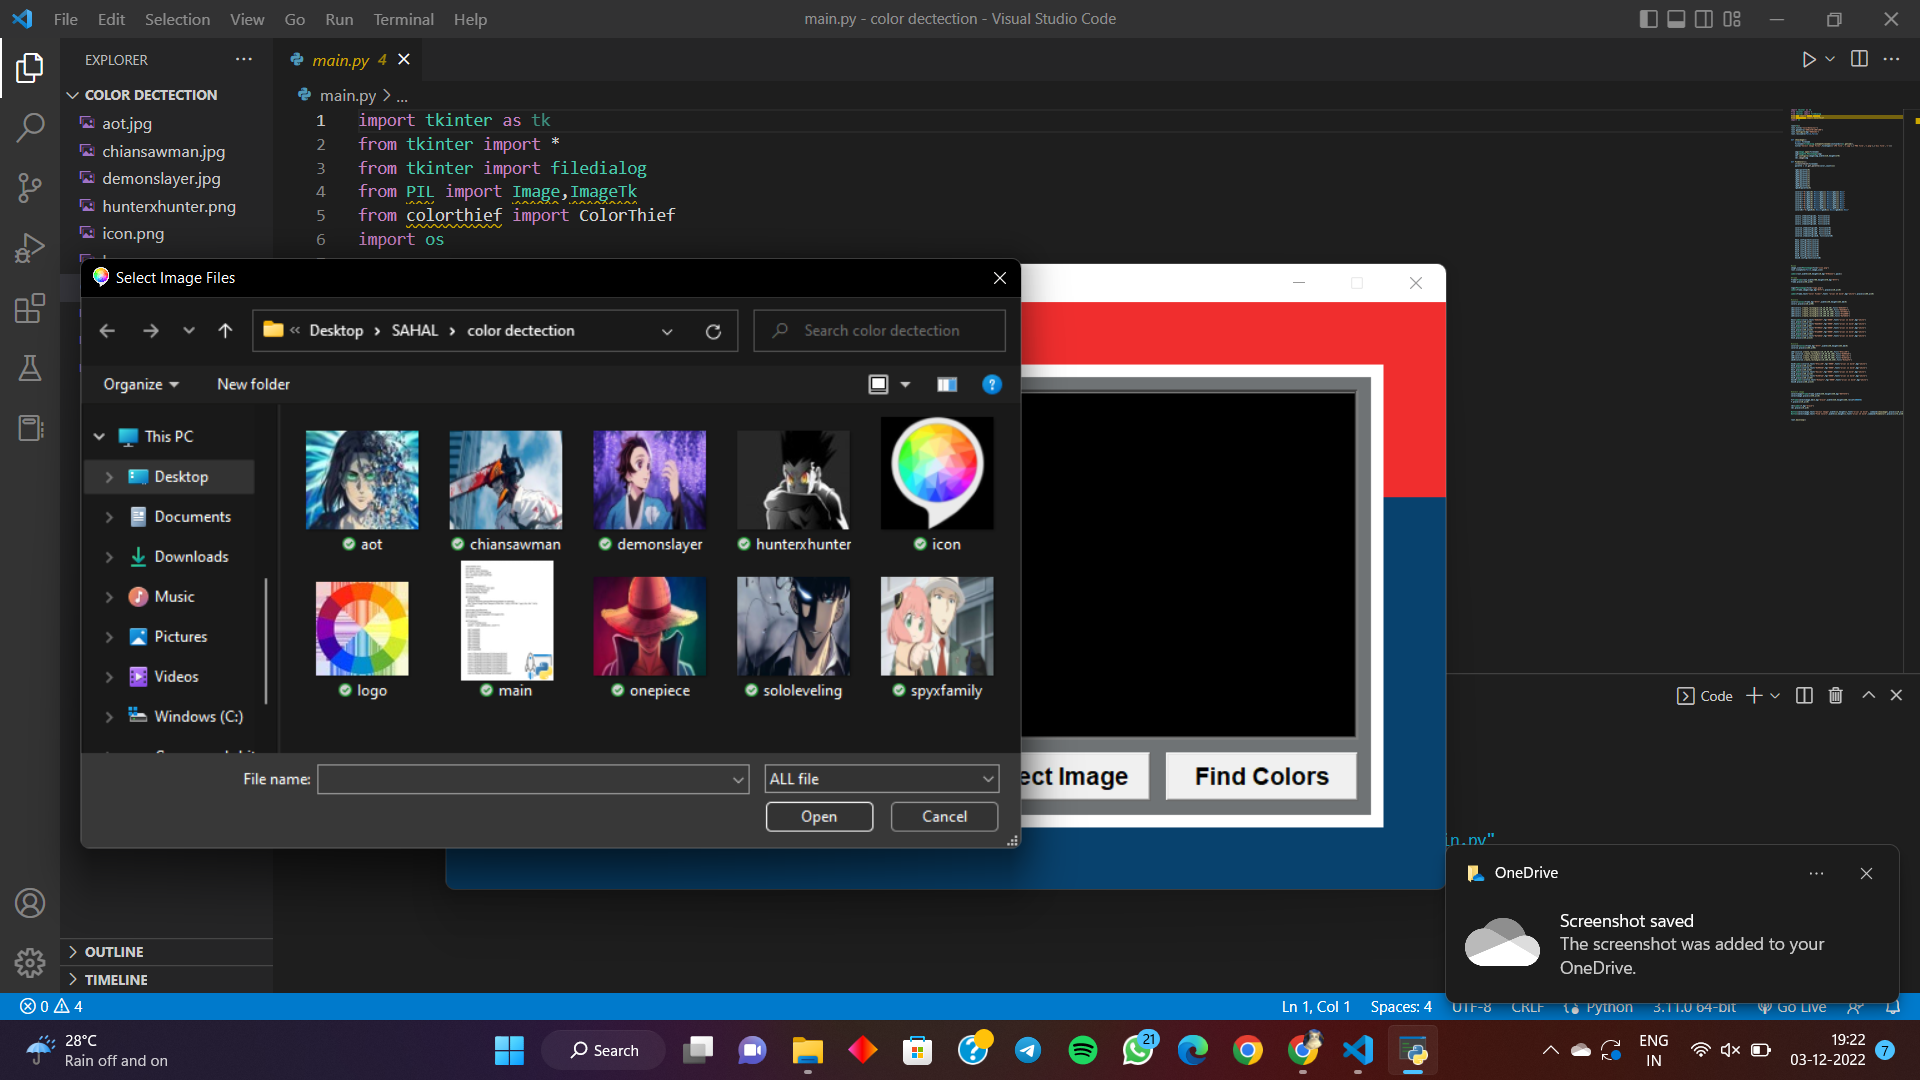 File Edit Selection View Go Run Terminal Help
main.py - color dectection - Visual Studio Code
EXPLORER
COLOR DECTECTION
aot.jpg
chiansawman.jpg
demonslayer.jpg
hunterxhunter.png
icon.png
main.py 4
main.py > ...
1 import tkinter as tk
2 from tkinter import *
3 from tkinter import filedialog
4 from PIL import Image,ImageTk
5 from colorthief import ColorThief
6 import os
Select Image Files
« Desktop › SAHAL › color dectection
Search color dectection
Organize
New folder
This PC
Desktop
Documents
Downloads
Music
Pictures
Videos
Windows (C:)
aot
chiansawman
demonslayer
hunterxhunter
icon
logo
main
onepiece
sololeveling
spyxfamily
File name:
ALL file
Open
Cancel
ect Image
Find Colors
Code
in.py"
OneDrive
Screenshot saved
The screenshot was added to your
OneDrive.
OUTLINE
TIMELINE
0 4
Ln 1, Col 1 Spaces: 4 UTF-8 CRLF Python 3.11.0 64-bit Go Live
28°C
Rain off and on
Search
21
ENG
IN
19:22
03-12-2022
7